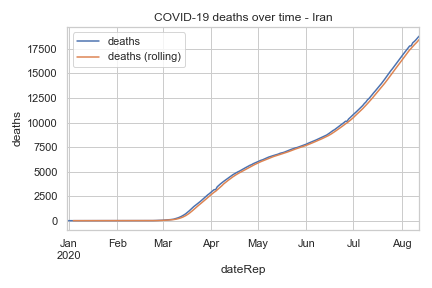 COVID-19 deaths over time - Iran
deaths
deaths (rolling)
17500
15000
12500
10000
7500
5000
2500
0
deaths
Jan Feb Mar Apr May Jun Jul Aug
2020
dateRep